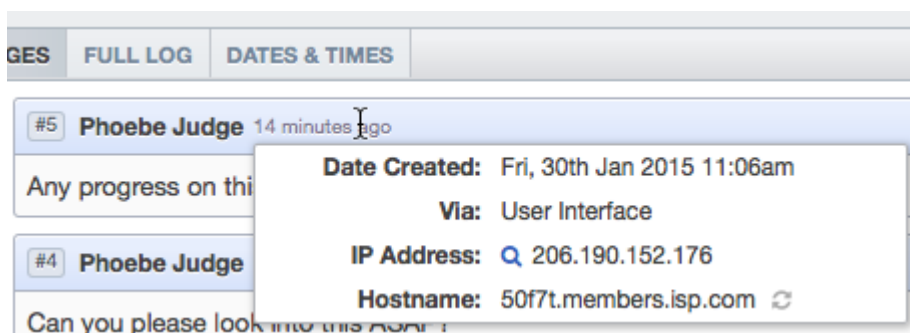 GES FULL LOG DATES & TIMES
#5 Phoebe Judge 14 minutes ago
Any progress on thi
Date Created: Fri, 30th Jan 2015 11:06am
Via: User Interface
IP Address: 206.190.152.176
Hostname: 50f7t.members.isp.com
#4 Phoebe Judge
Can you please look into this ASAP?